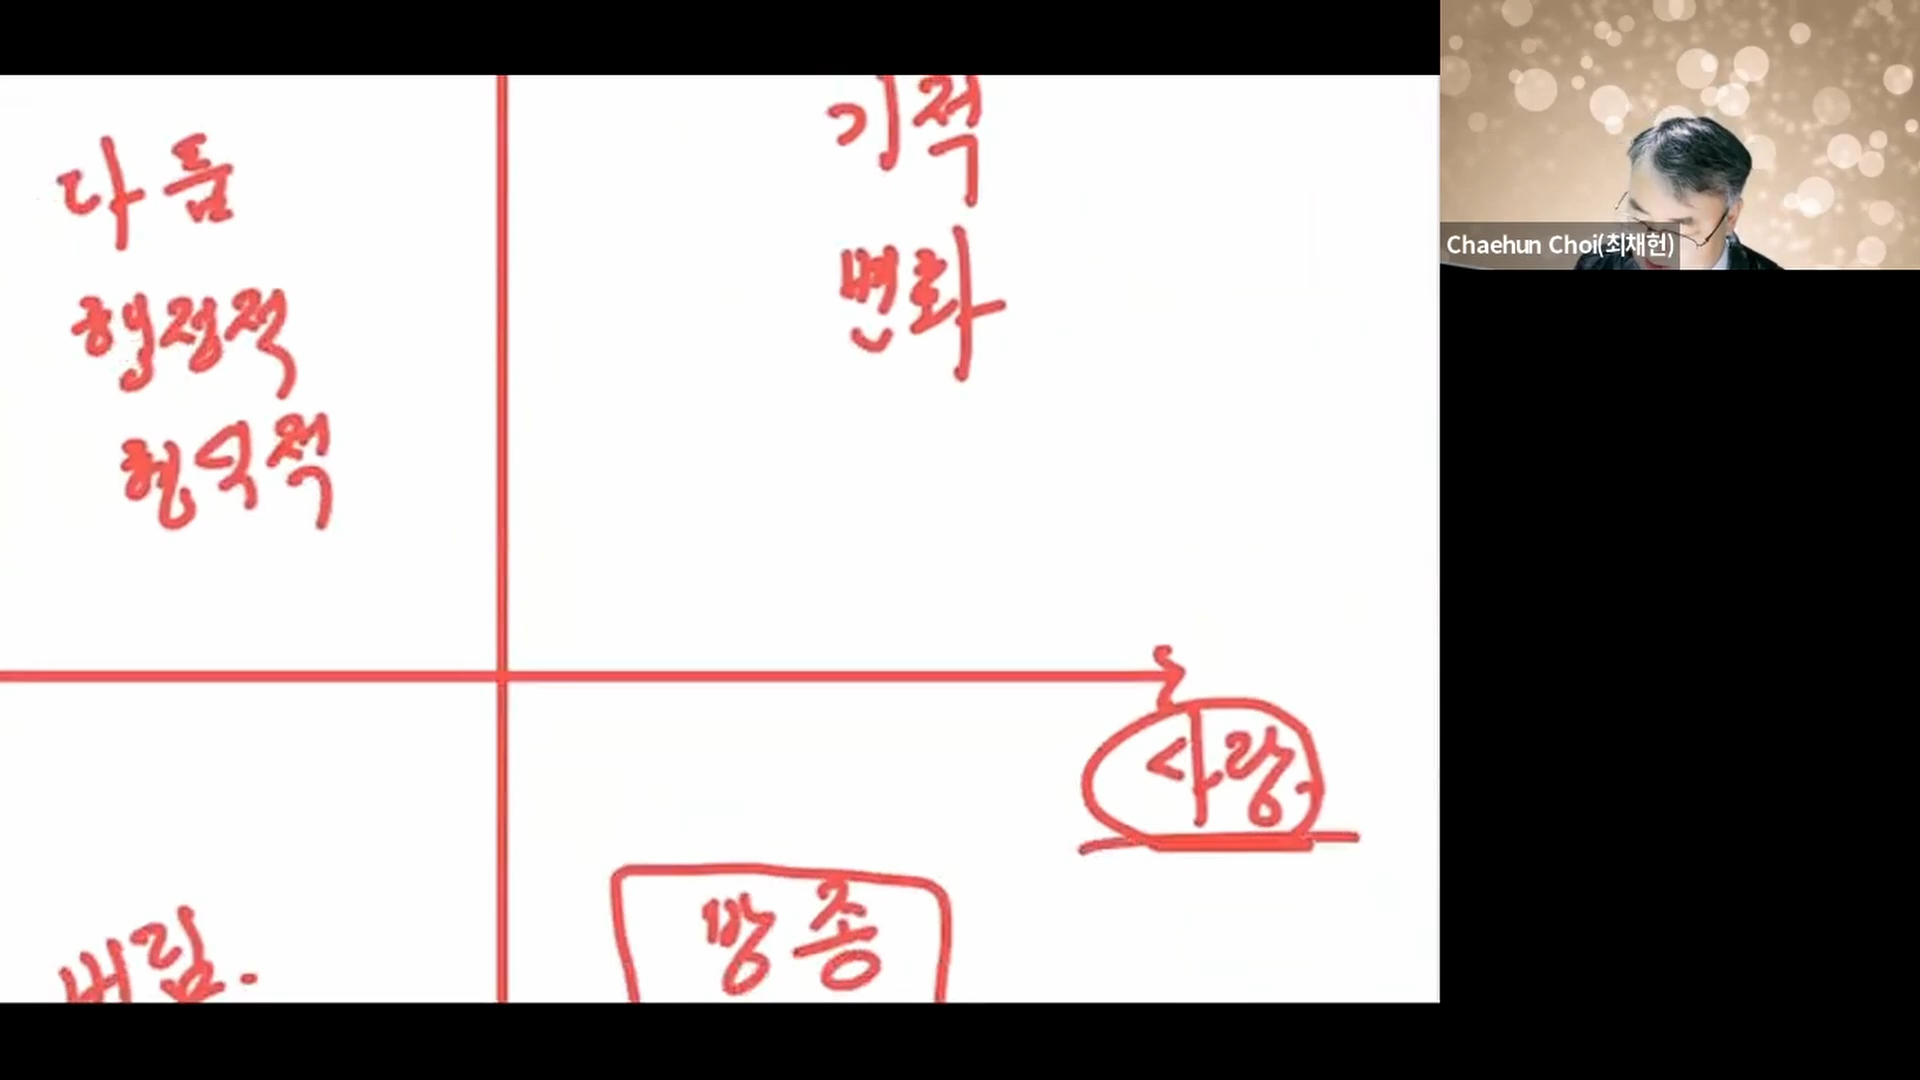 다툼
기적
변화
행정적
형식적
사랑
방종
버림.
Chaehun Choi(최채헌)